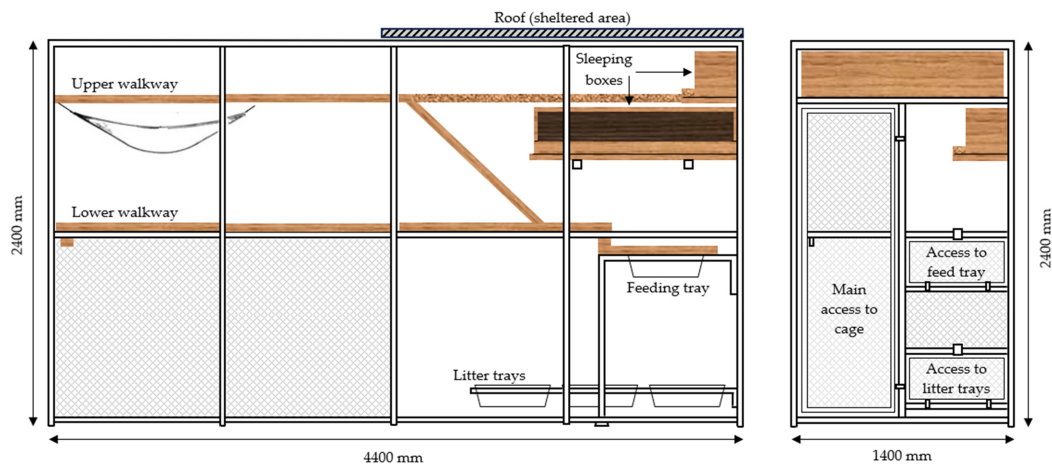 Roof (sheltered area)
Upper walkway
Sleeping
boxes
Lower walkway
2400 mm
Feeding tray
Litter trays
4400 mm
Main
access to
cage
Access to
feed tray
Access to
litter trays
2400 mm
1400 mm